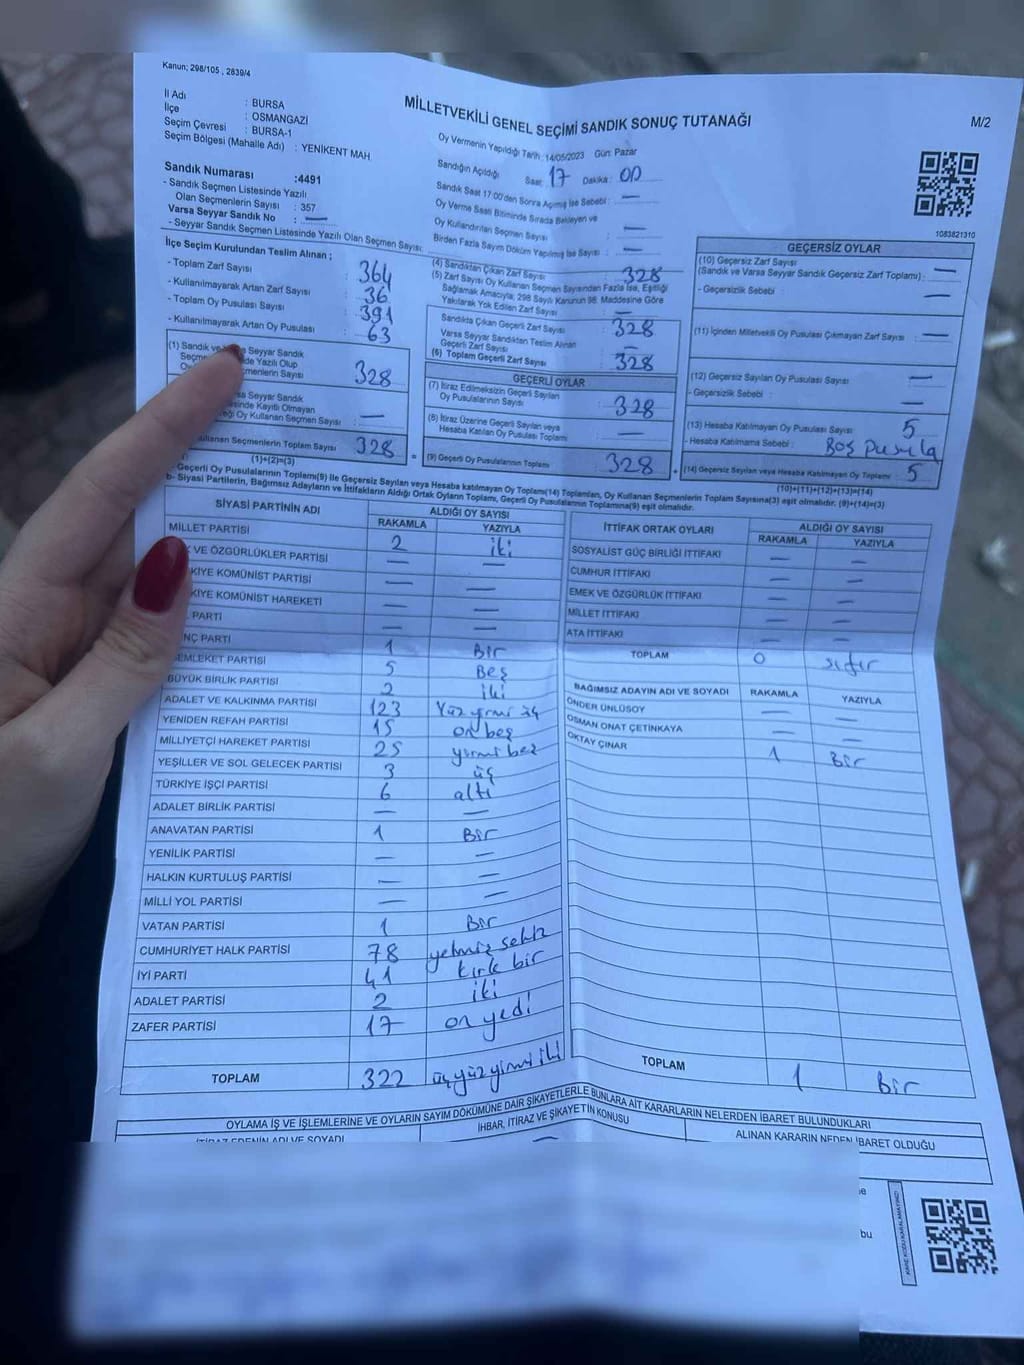 Kanun; 298/105 , 2839/4
MİLLETVEKİLİ GENEL SEÇİMİ SANDIK SONUÇ TUTANAĞI
M/2
İl Adı : BURSA
İlçe : OSMANGAZİ
Seçim Çevresi : BURSA-1
Seçim Bölgesi (Mahalle Adı) : YENİKENT MAH.
Sandık Numarası :4491
- Sandık Seçmen Listesinde Yazılı
Olan Seçmenlerin Sayısı : 357
Varsa Seyyar Sandık No : —
- Seyyar Sandık Seçmen Listesinde Yazılı Olan Seçmen Sayısı:
Oy Vermenin Yapıldığı Tarih :14/05/2023 Gün: Pazar
Sandığın Açıldığı Saat: 17 Dakika: 00
Sandık Saat 17:00'den Sonra Açılmış İse Sebebi : —
Oy Verme Saati Bitiminde Sırada Bekleyen ve
Oy Kullandırılan Seçmen Sayısı : —
Birden Fazla Sayım Döküm Yapılmış İse Sayısı : —
1083821310
İlçe Seçim Kurulundan Teslim Alınan ;
- Toplam Zarf Sayısı : 364
- Kullanılmayarak Artan Zarf Sayısı : 36
- Toplam Oy Pusulası Sayısı : 391
- Kullanılmayarak Artan Oy Pusulası : 63
(1) Sandık ve Seyyar Sandık
Yazılı Olup
Sayısı 328
Seyyar Sandık
Kayıtlı Olmayan
Oy Kullanan Seçmen Sayısı : —
Kullanan Seçmenlerin Toplam Sayısı 328
(1)+(2)=(3)
(4) Sandıktan Çıkan Zarf Sayısı : 328
(5) Zarf Sayısı Oy Kullanan Seçmen Sayısından Fazla İse, Eşitliği
Sağlamak Amacıyla; 298 Sayılı Kanunun 98. Maddesine Göre
Yakılarak Yok Edilen Zarf Sayısı : —
Sandıkta Çıkan Geçerli Zarf Sayısı : 328
Varsa Seyyar Sandıktan Teslim Alınan
Geçerli Zarf Sayısı : —
(6) Toplam Geçerli Zarf Sayısı : 328
GEÇERLİ OYLAR
(7) İtiraz Edilmeksizin Geçerli Sayılan
Oy Pusulalarının Sayısı : 328
(8) İtiraz Üzerine Geçerli Sayılan veya
Hesaba Katılan Oy Pusulası Toplamı : —
(9) Geçerli Oy Pusulalarının Toplamı : 328
GEÇERSİZ OYLAR
(10) Geçersiz Zarf Sayısı
(Sandık ve Varsa Seyyar Sandık Geçersiz Zarf Toplamı) : —
- Geçersizlik Sebebi : —
(11) İçinden Milletvekili Oy Pusulası Çıkmayan Zarf Sayısı : —
(12) Geçersiz Sayılan Oy Pusulası Sayısı : —
- Geçersizlik Sebebi : —
(13) Hesaba Katılmayan Oy Pusulası Sayısı : 5
- Hesaba Katılmama Sebebi : Boş Pusula
(14) Geçersiz Sayılan veya Hesaba Katılmayan Oy Toplamı : 5
(10)+(11)+(12)+(13)=(14)
Geçerli Oy Pusulalarının Toplamı(9) ile Geçersiz Sayılan veya Hesaba katılmayan Oy Toplamı(14) Toplamları, Oy Kullanan Seçmenlerin Toplam Sayısına(3) eşit olmalıdır. (9)+(14)=(3)
b- Siyasi Partilerin, Bağımsız Adayların ve İttifakların Aldığı Ortak Oyların Toplamı, Geçerli Oy Pusulalarının Toplamına(9) eşit olmalıdır.
SİYASİ PARTİNİN ADI ALDIĞI OY SAYISI
RAKAMLA YAZIYLA
MİLLET PARTİSİ 2 iki
VE ÖZGÜRLÜKLER PARTİSİ — —
KİYE KOMÜNİST PARTİSİ — —
KİYE KOMÜNİST HAREKETİ — —
PARTİ — —
NÇ PARTİ 1 Bir
EMLEKET PARTİSİ 5 Beş
BÜYÜK BİRLİK PARTİSİ 2 iki
ADALET VE KALKINMA PARTİSİ 123 Yüz yirmi üç
YENİDEN REFAH PARTİSİ 15 on beş
MİLLİYETÇİ HAREKET PARTİSİ 25 yirmi beş
YEŞİLLER VE SOL GELECEK PARTİSİ 3 üç
TÜRKİYE İŞÇİ PARTİSİ 6 altı
ADALET BİRLİK PARTİSİ — —
ANAVATAN PARTİSİ 1 Bir
YENİLİK PARTİSİ — —
HALKIN KURTULUŞ PARTİSİ — —
MİLLİ YOL PARTİSİ — —
VATAN PARTİSİ 1 Bir
CUMHURİYET HALK PARTİSİ 78 yetmiş sekiz
İYİ PARTİ 41 kırk bir
ADALET PARTİSİ 2 iki
ZAFER PARTİSİ 17 on yedi
TOPLAM 322 üç yüz yirmi iki
İTTİFAK ORTAK OYLARI ALDIĞI OY SAYISI
RAKAMLA YAZIYLA
SOSYALİST GÜÇ BİRLİĞİ İTTİFAKI — —
CUMHUR İTTİFAKI — —
EMEK VE ÖZGÜRLÜK İTTİFAKI — —
MİLLET İTTİFAKI — —
ATA İTTİFAKI — —
TOPLAM 0 sıfır
BAĞIMSIZ ADAYIN ADI VE SOYADI RAKAMLA YAZIYLA
ÖNDER ÜNLÜSOY — —
OSMAN ONAT ÇETİNKAYA — —
OKTAY ÇINAR 1 Bir
TOPLAM 1 Bir
OYLAMA İŞ VE İŞLEMLERİNE VE OYLARIN SAYIM DÖKÜMÜNE DAİR ŞİKAYETLERLE BUNLARA AİT KARARLARIN NELERDEN İBARET BULUNDUKLARI
İTİRAZ EDENİN ADI VE SOYADI
İHBAR, İTİRAZ VE ŞİKAYETİN KONUSU
ALINAN KARARIN NEDEN İBARET OLDUĞU
—
bu
KARE KODU KARALAMAYINIZ!